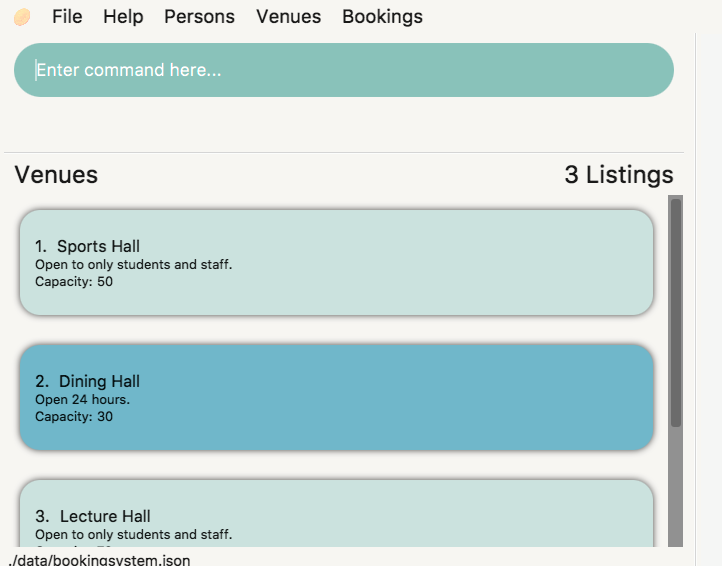 File Help Persons Venues Bookings
Enter command here...
Venues 3 Listings
1. Sports Hall
Open to only students and staff.
Capacity: 50
2. Dining Hall
Open 24 hours.
Capacity: 30
3. Lecture Hall
Open to only students and staff.
./data/bookingsystem.json